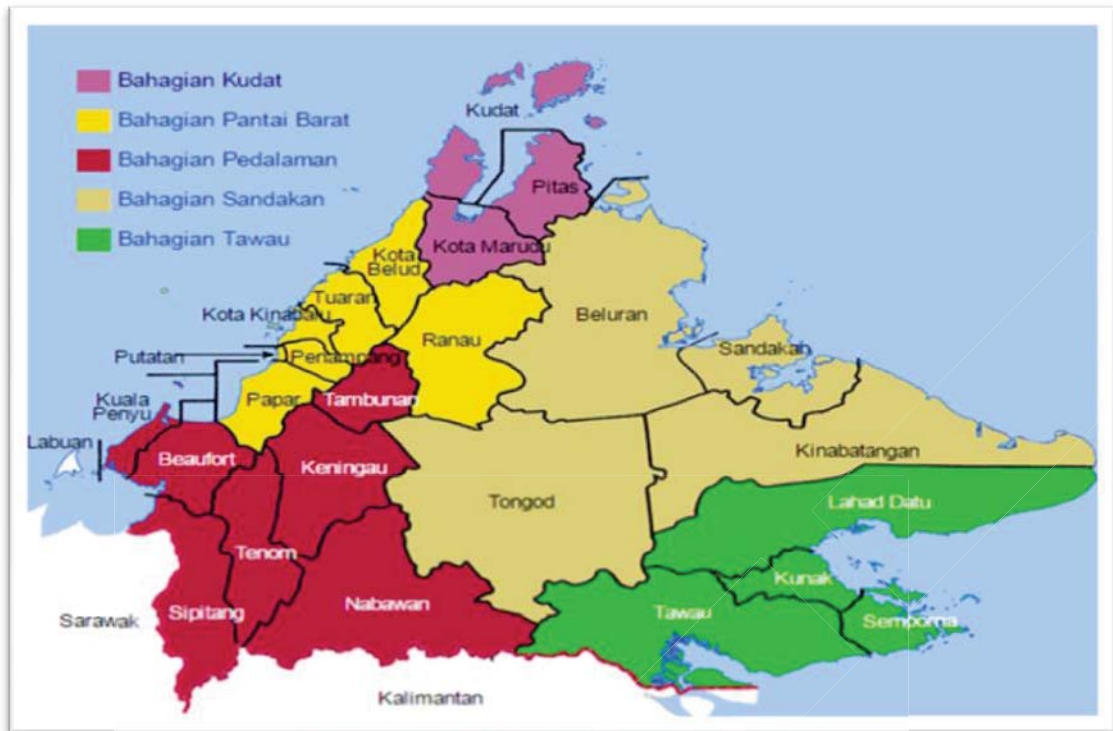 Bahagian Kudat
Bahagian Pantai Barat
Bahagian Pedalaman
Bahagian Sandakan
Bahagian Tawau
Kudat
Pitas
Kota Marudu
Kota
Belud
Tuaran
Kota Kinabalu
Ranau
Beluran
Sandakan
Putatan
Penampang
Papar
Tambunan
Kuala
Penyu
Labuan
Beaufort
Keningau
Kinabatangan
Tongod
Lahad Datu
Tenom
Kunak
Sipitang
Nabawan
Tawau
Semporna
Sarawak
Kalimantan